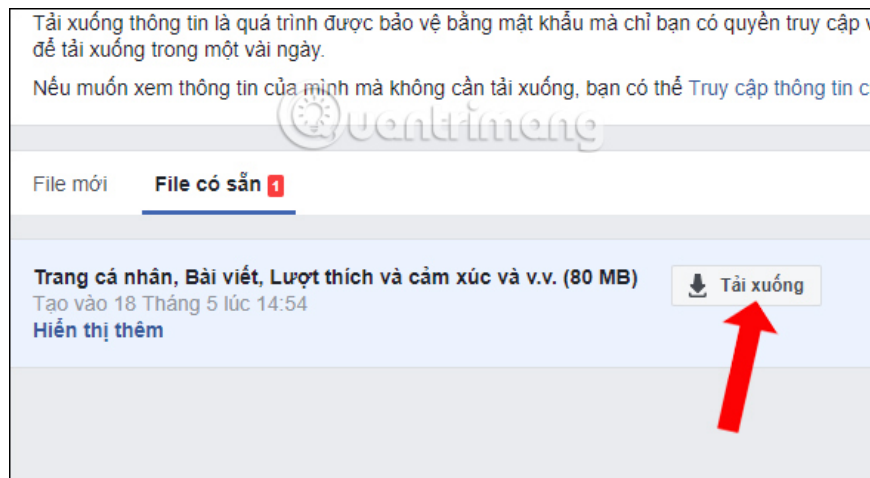 Tải xuống thông tin là quá trình được bảo vệ bằng mật khẩu mà chỉ bạn có quyền truy cập
để tải xuống trong một vài ngày.
Nếu muốn xem thông tin của mình mà không cần tải xuống, bạn có thể Truy cập thông tin
Quantrimang
File mới File có sẵn 1
Trang cá nhân, Bài viết, Lượt thích và cảm xúc và v.v. (80 MB)
Tải xuống
Tạo vào 18 Tháng 5 lúc 14:54
Hiển thị thêm